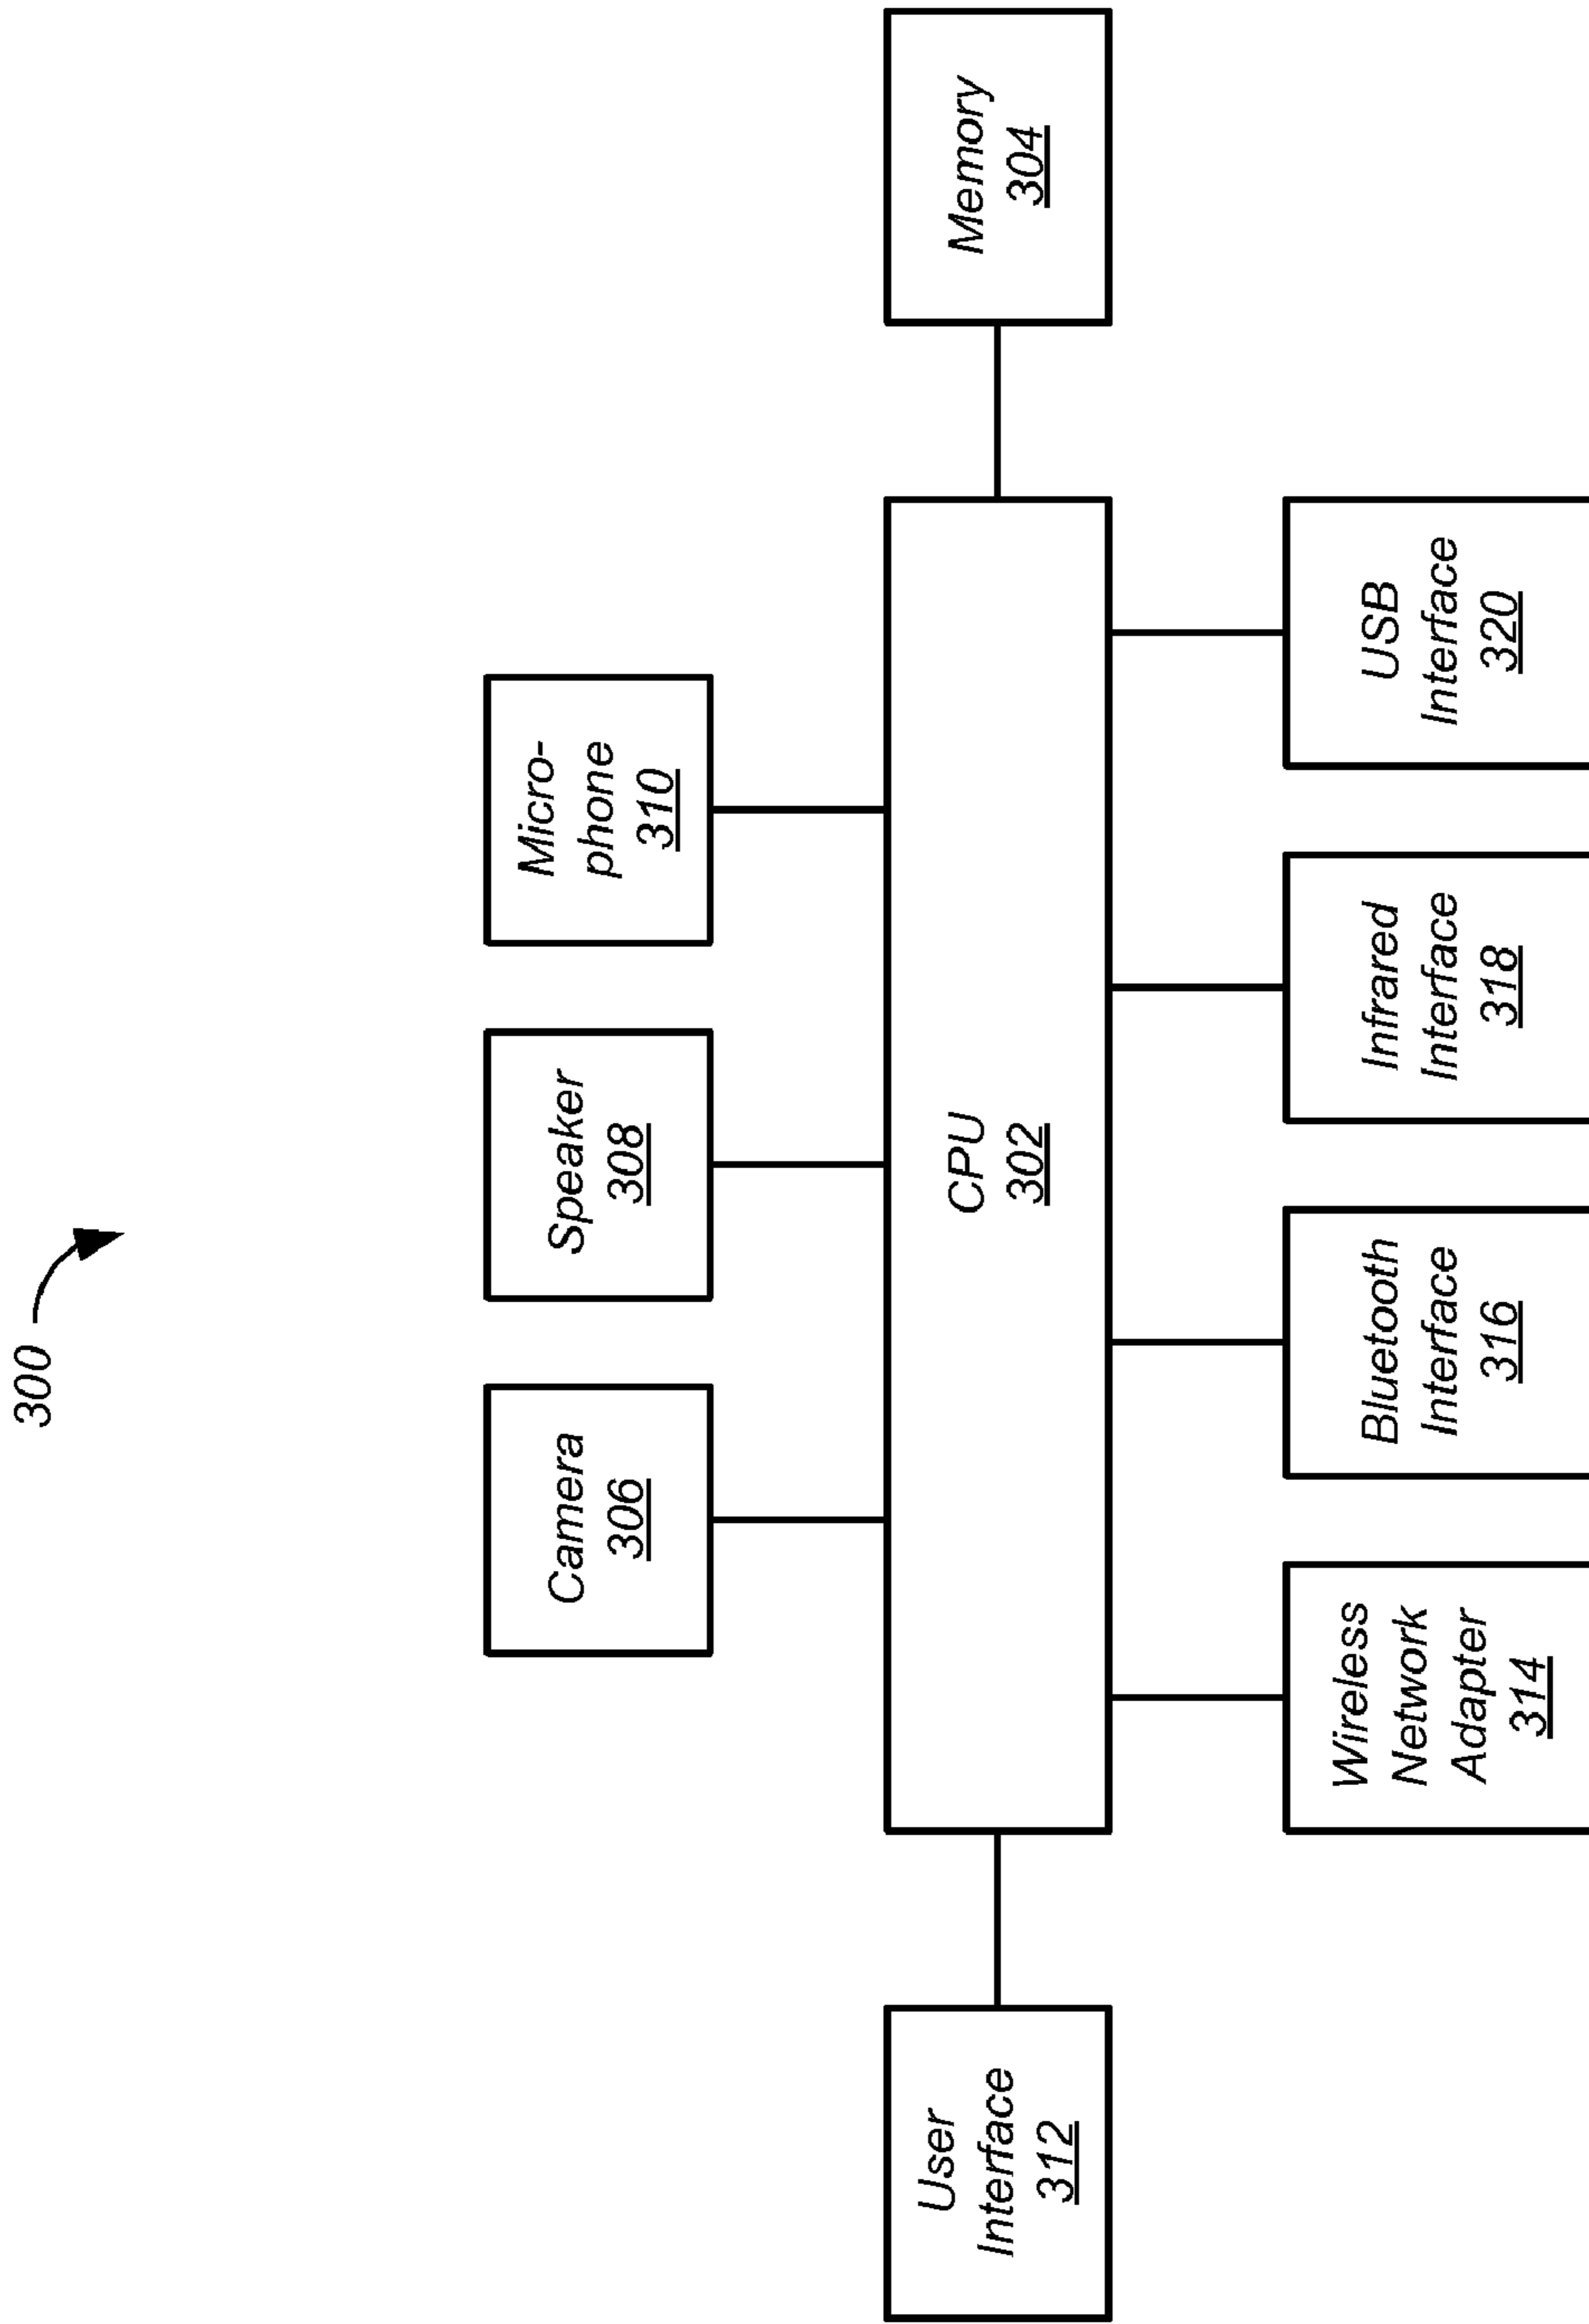 300
Camera
306
Speaker
308
Micro-
phone
310
User
Interface
312
CPU
302
Memory
304
Wireless
Network
Adapter
314
Bluetooth
Interface
316
Infrared
Interface
318
USB
Interface
320